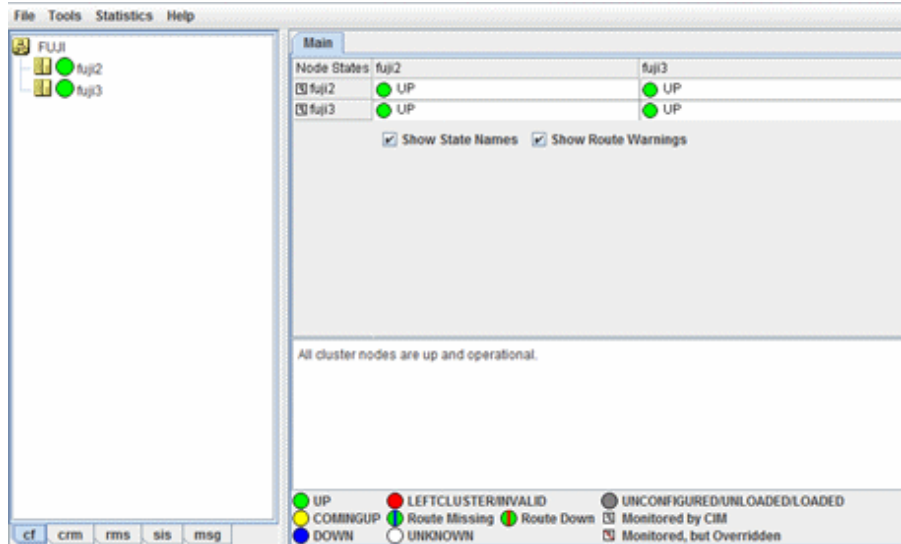 File Tools Statistics Help
FUJI
fuji2
fuji3
Main
Node States fuji2 fuji3
fuji2 UP UP
fuji3 UP UP
Show State Names Show Route Warnings
All cluster nodes are up and operational.
UP LEFTCLUSTER/INVALID UNCONFIGURED/UNLOADED/LOADED
COMINGUP Route Missing Route Down Monitored by CIM
DOWN UNKNOWN Monitored, but Overridden
cf crm rms sis msg